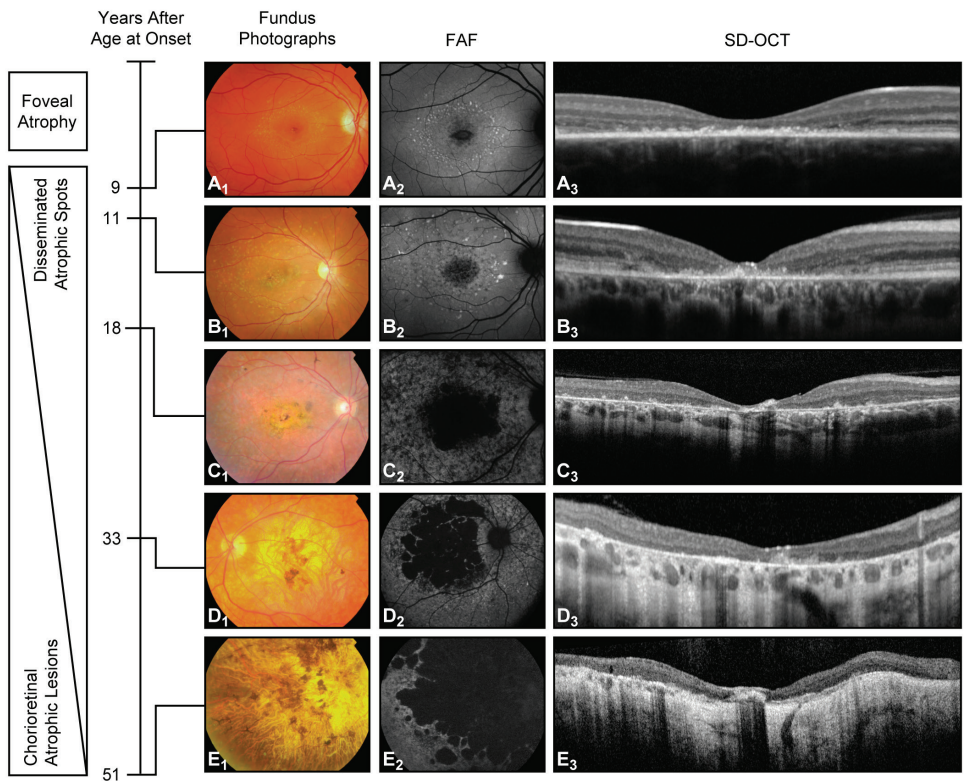 Years After
Age at Onset
Fundus
Photographs
FAF
SD-OCT
Foveal
Atrophy
Disseminated
Atrophic Spots
Chorioretinal
Atrophic Lesions
9
11
18
33
51
A1
A2
A3
B1
B2
B3
C1
C2
C3
D1
D2
D3
E1
E2
E3